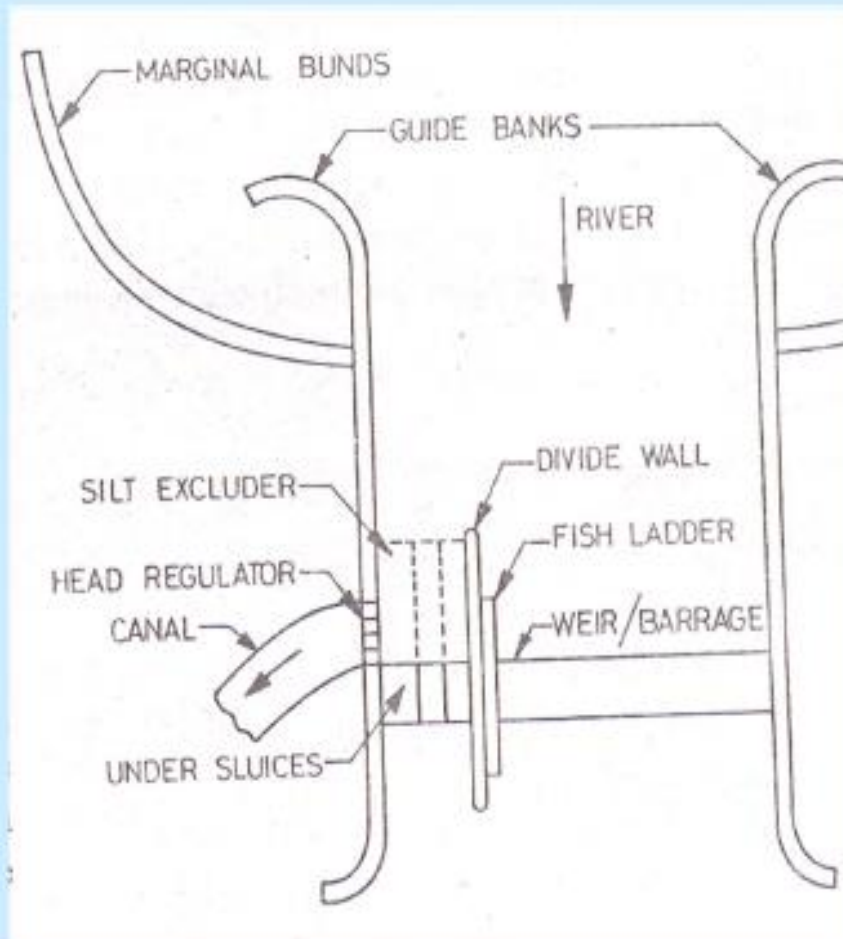 MARGINAL BUNDS
GUIDE BANKS
RIVER
DIVIDE WALL
SILT EXCLUDER
FISH LADDER
HEAD REGULATOR
CANAL
WEIR/BARRAGE
UNDER SLUICES